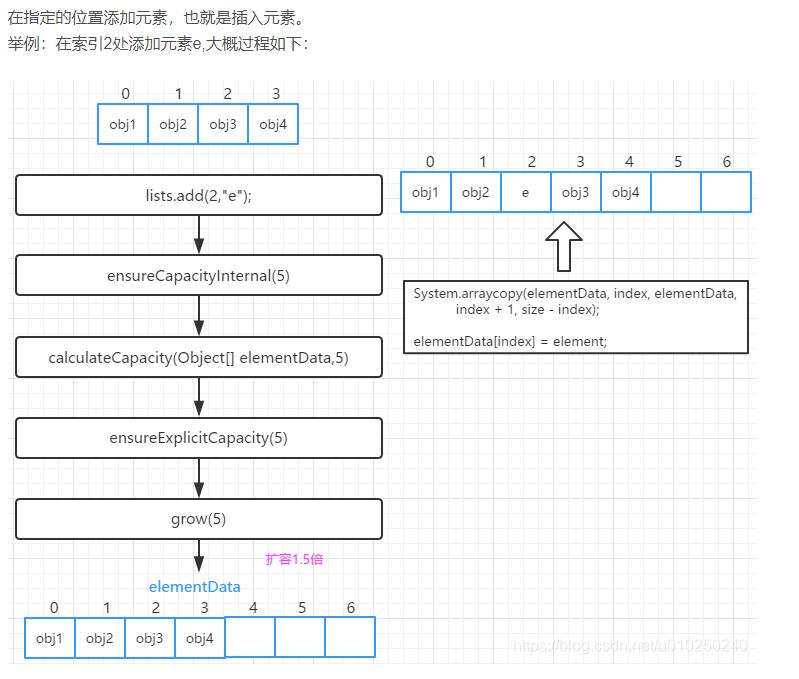 在指定的位置添加元素，也就是插入元素。
举例：在索引2处添加元素e,大概过程如下：
0 1 2 3
obj1 obj2 obj3 obj4
lists.add(2,"e");
ensureCapacityInternal(5)
calculateCapacity(Object[] elementData,5)
ensureExplicitCapacity(5)
grow(5)
扩容1.5倍
elementData
0 1 2 3 4 5 6
obj1 obj2 obj3 obj4
0 1 2 3 4 5 6
obj1 obj2 e obj3 obj4
System.arraycopy(elementData, index, elementData,
index + 1, size - index);
elementData[index] = element;
https://blog.csdn.net/u010250240